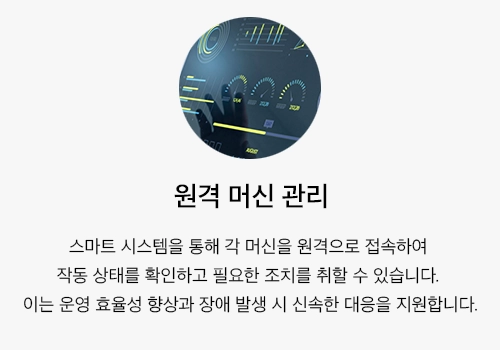 원격 머신 관리
스마트 시스템을 통해 각 머신을 원격으로 접속하여
작동 상태를 확인하고 필요한 조치를 취할 수 있습니다.
이는 운영 효율성 향상과 장애 발생 시 신속한 대응을 지원합니다.